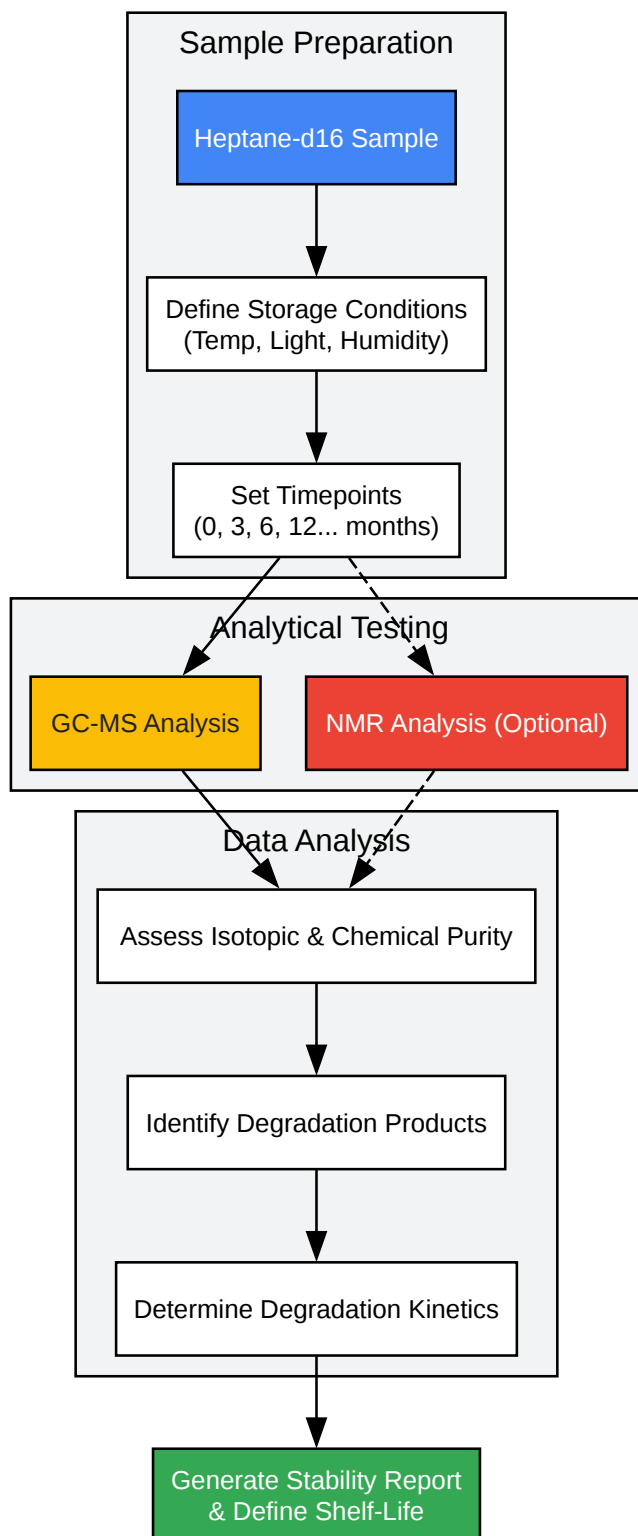 Sample Preparation
Heptane-d16 Sample
Define Storage Conditions
(Temp, Light, Humidity)
Set Timepoints
(0, 3, 6, 12... months)
Analytical Testing
GC-MS Analysis
NMR Analysis (Optional)
Data Analysis
Assess Isotopic & Chemical Purity
Identify Degradation Products
Determine Degradation Kinetics
Generate Stability Report
& Define Shelf-Life